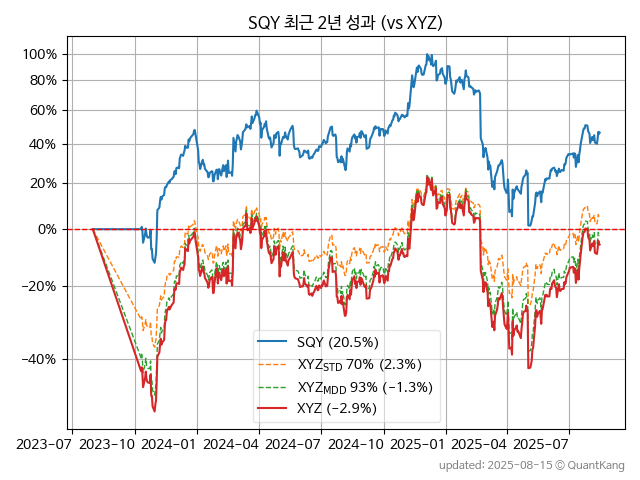 SQY 최근 2년 성과 (vs XYZ)
100%
80%
60%
40%
20%
0%
−20%
−40%
SQY (20.5%)
XYZSTD 70% (2.3%)
XYZMDD 93% (−1.3%)
XYZ (−2.9%)
2023-07 2023-10 2024-01 2024-04 2024-07 2024-10 2025-01 2025-04 2025-07
updated: 2025-08-15 © QuantKang